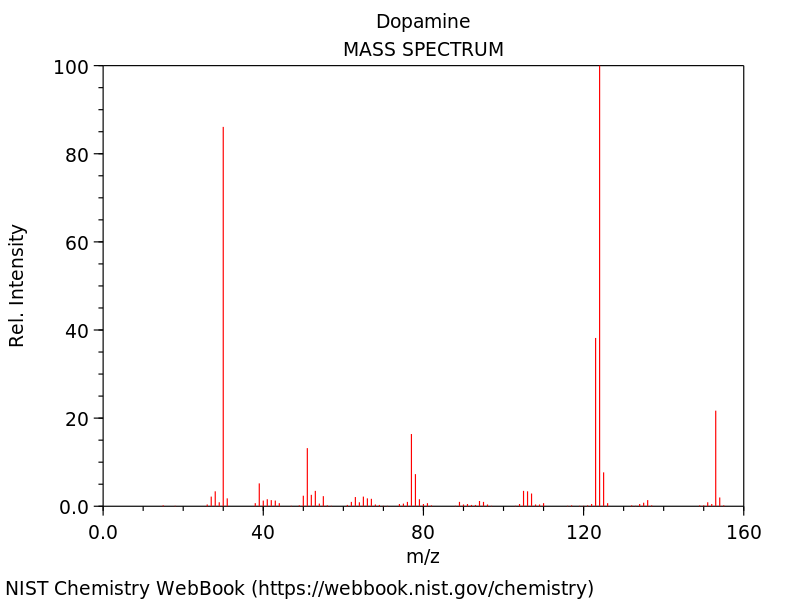 Dopamine
MASS SPECTRUM
100
80
60
40
20
0.0
Rel. Intensity
0.0 40 80 120 160
m/z
NIST Chemistry WebBook (https://webbook.nist.gov/chemistry)